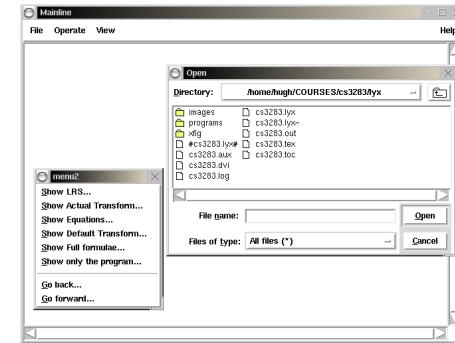 Mainline
File Operate View Help
Open
Directory: /home/hugh/COURSES/cs3283/lyx
images cs3283.lyx
programs cs3283.lyx~
xfig cs3283.out
#cs3283.lyx# cs3283.tex
cs3283.aux cs3283.toc
cs3283.dvi
cs3283.log
File name: Open
Files of type: All files (*) Cancel
menu2
Show LRS...
Show Actual Transform...
Show Equations...
Show Default Transform...
Show Full formulae...
Show only the program...
Go back...
Go forward...